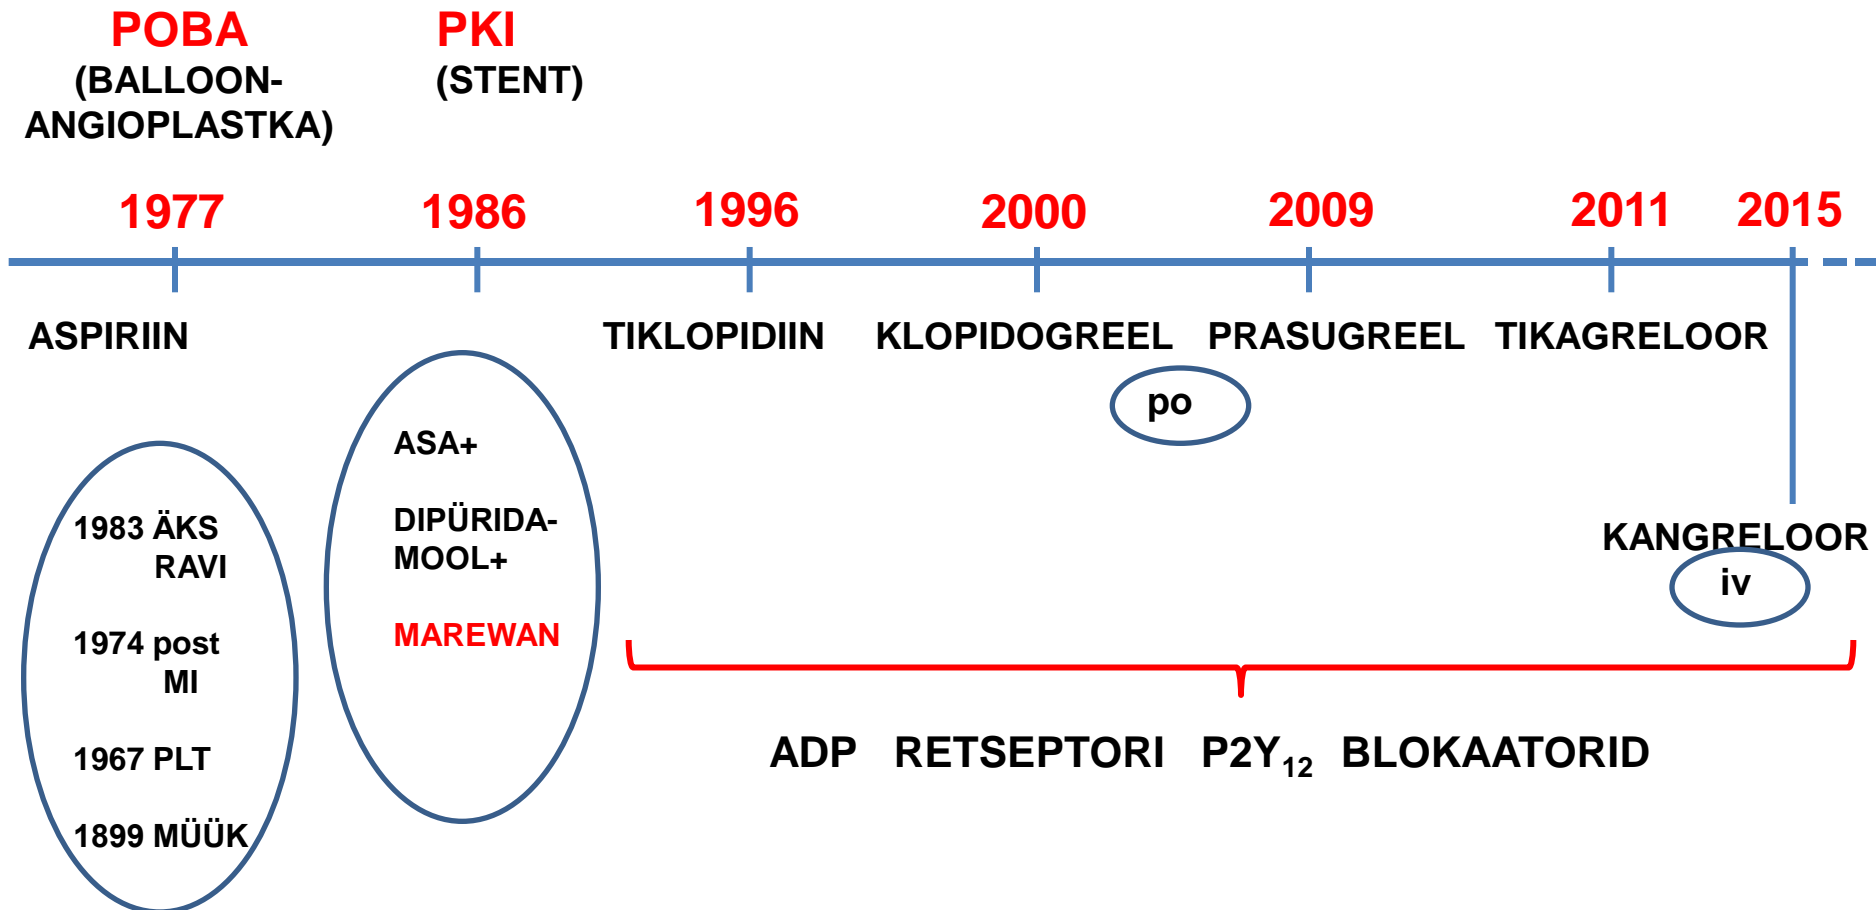 POBA
(BALLOON-
ANGIOPLASTKA)
PKI
(STENT)
1977
1986
1996
2000
2009
2011
2015
ASPIRIIN
TIKLOPIDIIN
KLOPIDOGREEL
PRASUGREEL
TIKAGRELOOR
po
ASA+
DIPÜRIDA-
MOOL+
MAREWAN
1983 ÄKS
RAVI
1974 post
MI
1967 PLT
1899 MÜÜK
KANGRELOOR
iv
ADP RETSEPTORI P2Y₁₂ BLOKAATORID